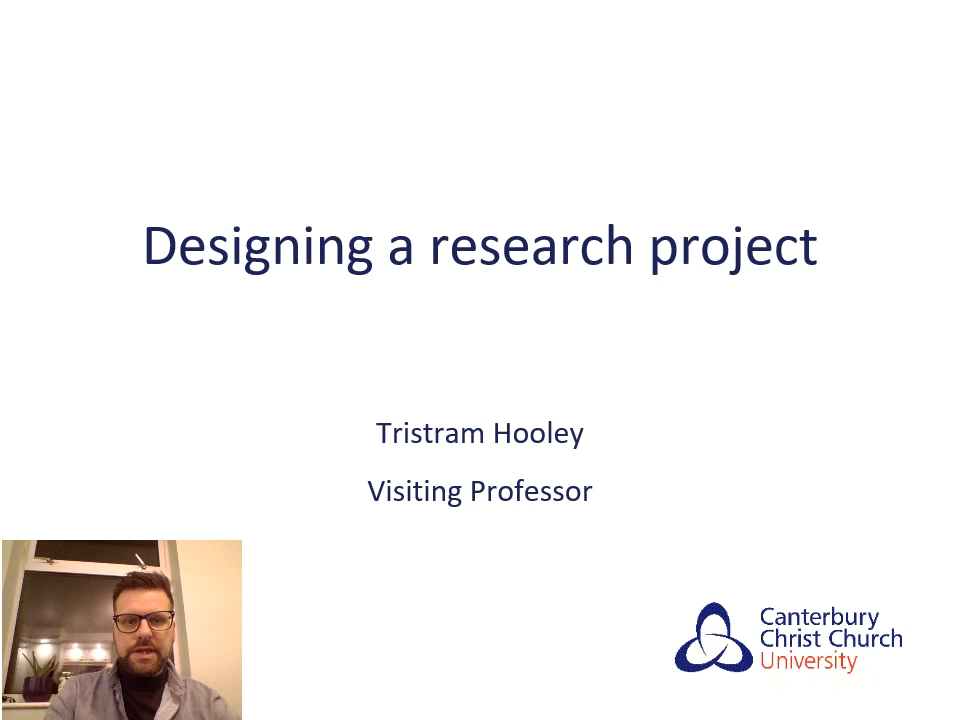 Designing a research project
Tristram Hooley
Visiting Professor
Canterbury
Christ Church
University